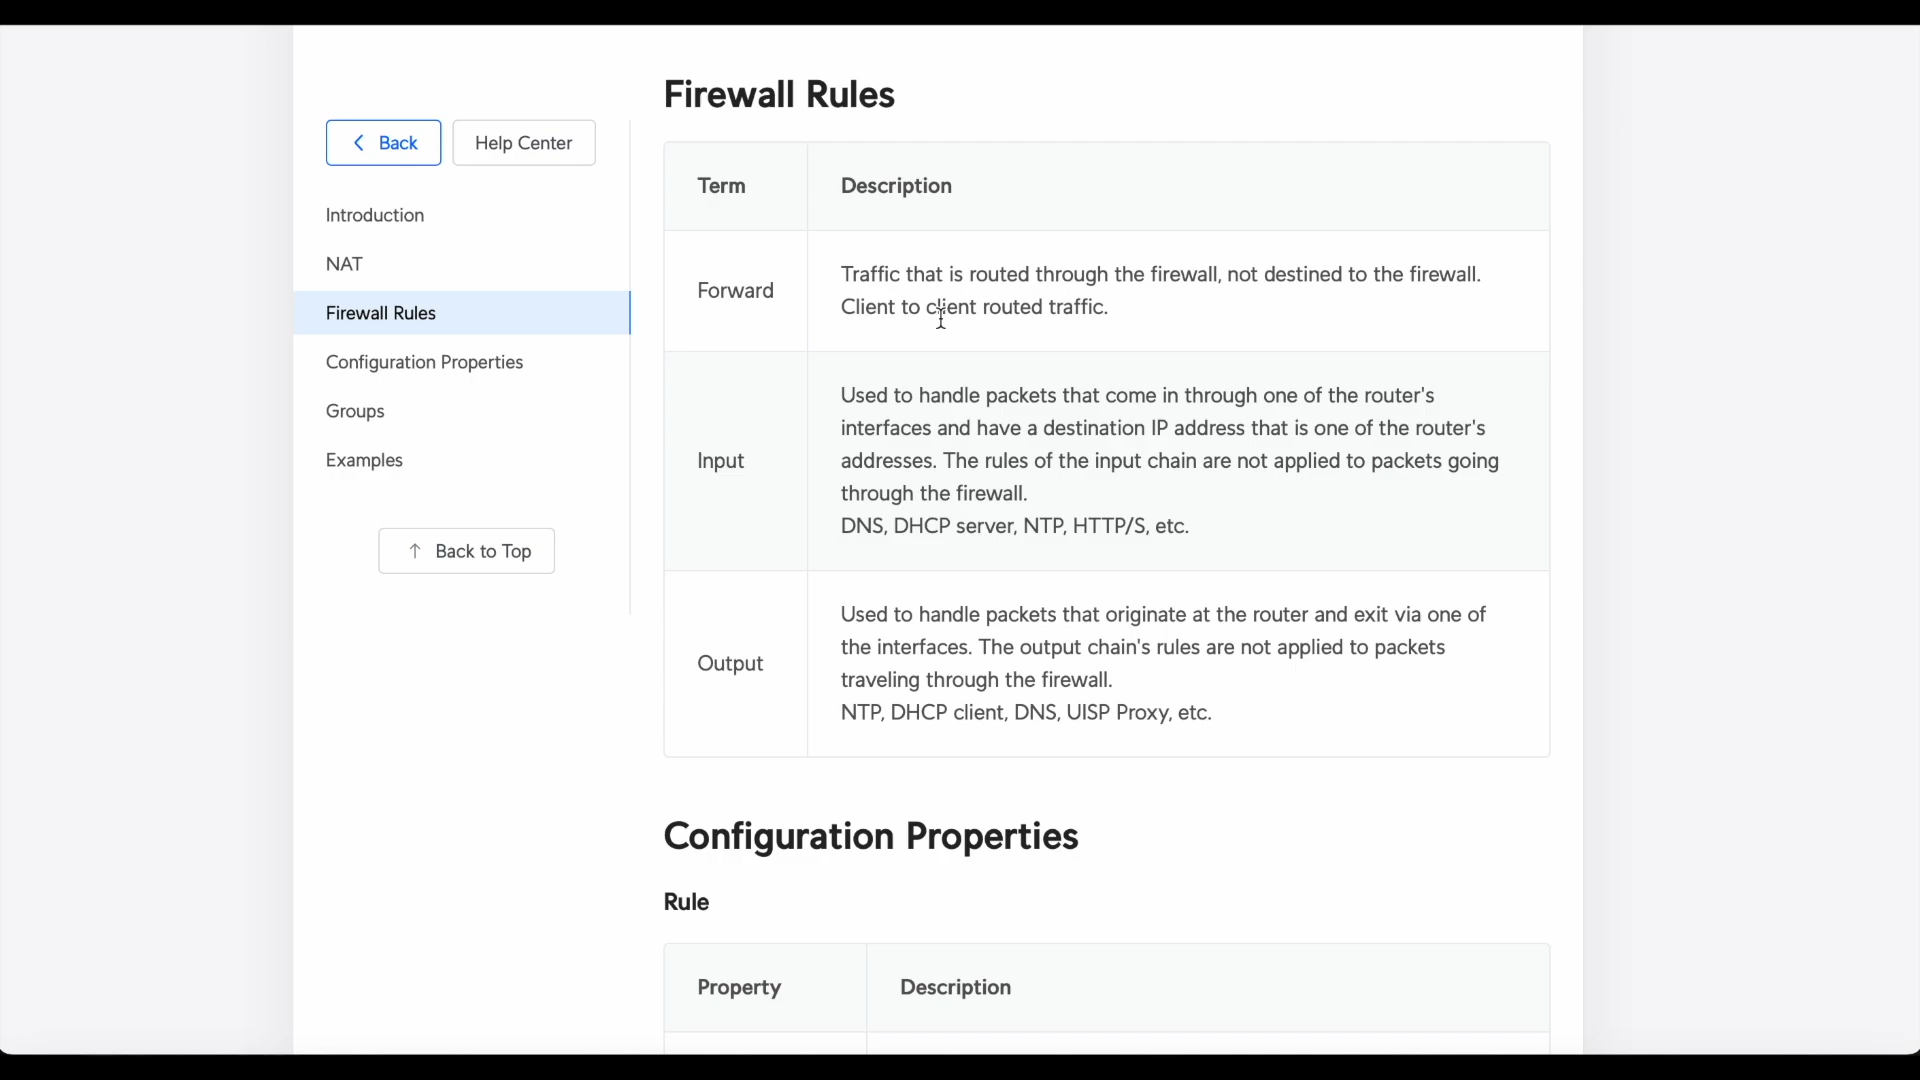 Back
Help Center
Introduction
NAT
Firewall Rules
Configuration Properties
Groups
Examples
Back to Top
Firewall Rules
Term
Description
Forward
Traffic that is routed through the firewall, not destined to the firewall.
Client to client routed traffic.
Input
Used to handle packets that come in through one of the router's
interfaces and have a destination IP address that is one of the router's
addresses. The rules of the input chain are not applied to packets going
through the firewall.
DNS, DHCP server, NTP, HTTP/S, etc.
Output
Used to handle packets that originate at the router and exit via one of
the interfaces. The output chain's rules are not applied to packets
traveling through the firewall.
NTP, DHCP client, DNS, UISP Proxy, etc.
Configuration Properties
Rule
Property
Description